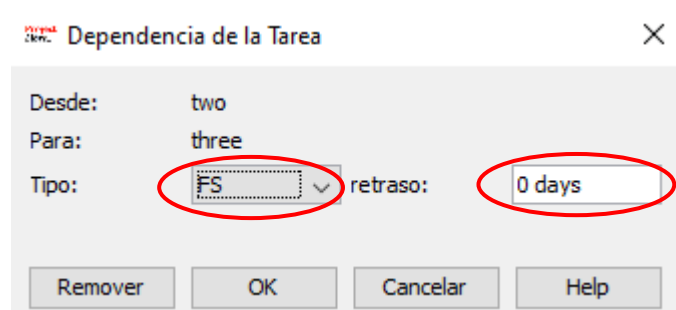 Dependencia de la Tarea
Desde: two
Para: three
Tipo: FS retraso: 0 days
Remover OK Cancelar Help